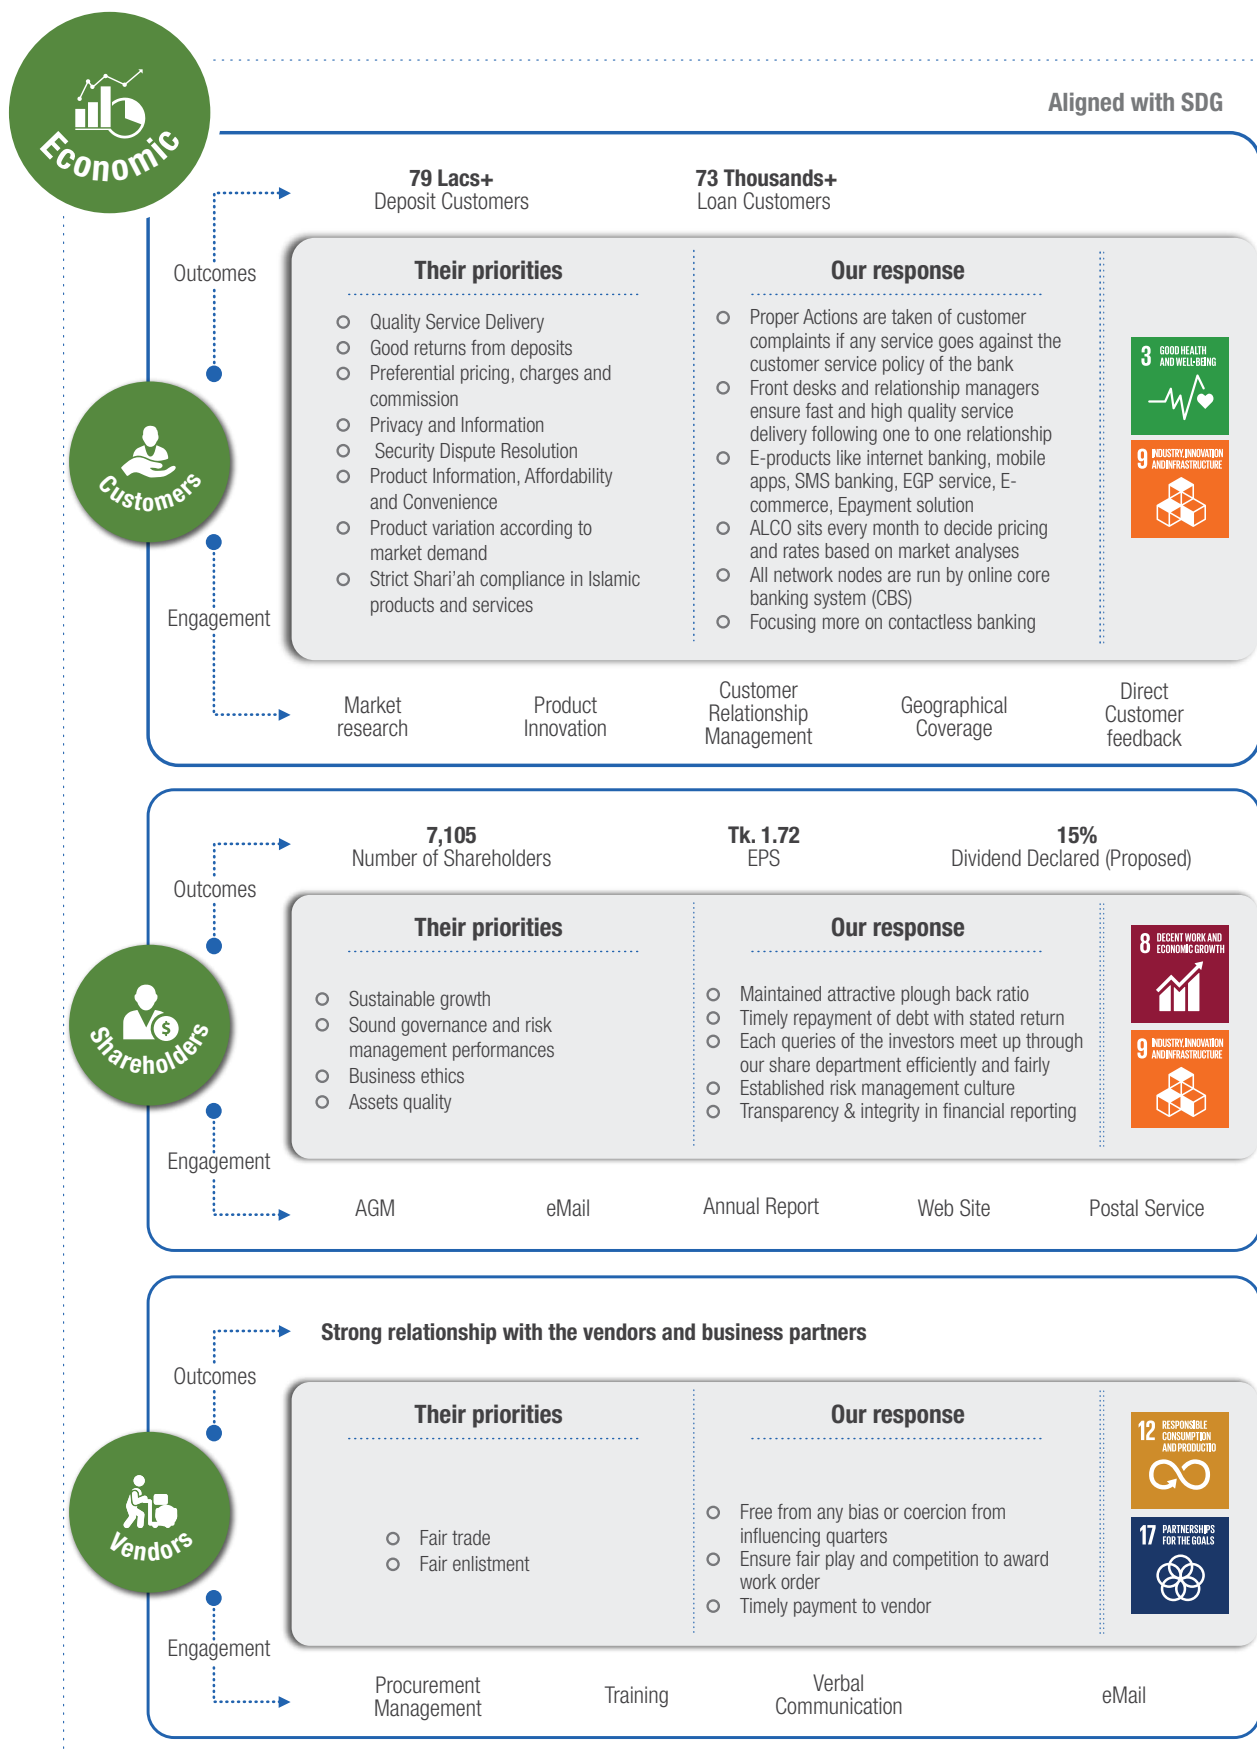 Economic
Aligned with SDG
79 Lacs+
Deposit Customers
73 Thousands+
Loan Customers
Outcomes
Customers
Engagement
Their priorities
Quality Service Delivery
Good returns from deposits
Preferential pricing, charges and
commission
Privacy and Information
Security Dispute Resolution
Product Information, Affordability
and Convenience
Product variation according to
market demand
Strict Shari'ah compliance in Islamic
products and services
Our response
Proper Actions are taken of customer
complaints if any service goes against the
customer service policy of the bank
Front desks and relationship managers
ensure fast and high quality service
delivery following one to one relationship
E-products like internet banking, mobile
apps, SMS banking, EGP service, E-
commerce, Epayment solution
ALCO sits every month to decide pricing
and rates based on market analyses
All network nodes are run by online core
banking system (CBS)
Focusing more on contactless banking
3 GOOD HEALTH
AND WELL-BEING
9 INDUSTRY, INNOVATION
AND INFRASTRUCTURE
Market
research
Product
Innovation
Customer
Relationship
Management
Geographical
Coverage
Direct
Customer
feedback
7,105
Number of Shareholders
Tk. 1.72
EPS
15%
Dividend Declared (Proposed)
Outcomes
Shareholders
Engagement
Their priorities
Sustainable growth
Sound governance and risk
management performances
Business ethics
Assets quality
Our response
Maintained attractive plough back ratio
Timely repayment of debt with stated return
Each queries of the investors meet up through
our share department efficiently and fairly
Established risk management culture
Transparency & integrity in financial reporting
8 DECENT WORK AND
ECONOMIC GROWTH
9 INDUSTRY, INNOVATION
AND INFRASTRUCTURE
AGM
eMail
Annual Report
Web Site
Postal Service
Strong relationship with the vendors and business partners
Outcomes
Vendors
Engagement
Their priorities
Fair trade
Fair enlistment
Our response
Free from any bias or coercion from
influencing quarters
Ensure fair play and competition to award
work order
Timely payment to vendor
12 RESPONSIBLE
CONSUMPTION
AND PRODUCTIO
17 PARTNERSHIPS
FOR THE GOALS
Procurement
Management
Training
Verbal
Communication
eMail